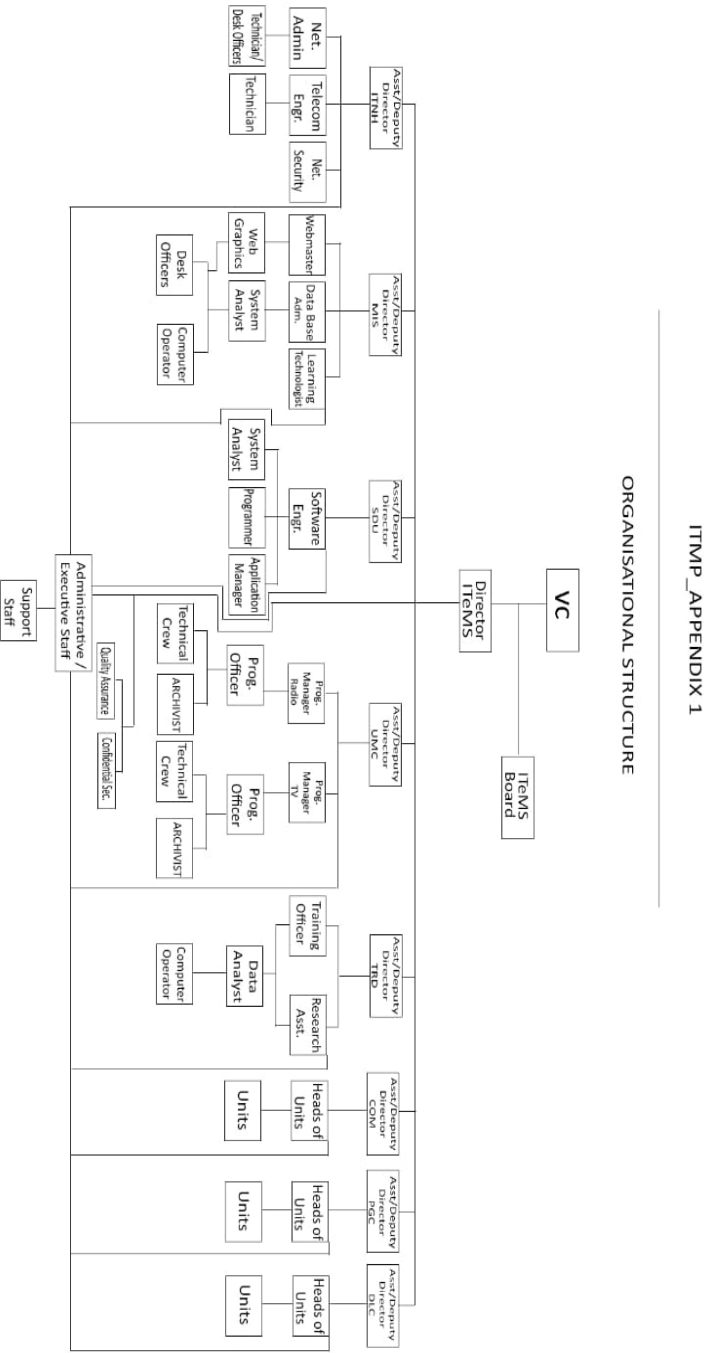 ITMP_APPENDIX 1
ORGANISATIONAL STRUCTURE
VC
ITeMS
Board
Director
ITeMS
Asst/Deputy
Director
ITNH
Asst/Deputy
Director
MIS
Asst/Deputy
Director
SDU
Asst/Deputy
Director
UMC
Asst/Deputy
Director
TRD
Asst/Deputy
Director
COM
Asst/Deputy
Director
PGC
Asst/Deputy
Director
DLC
Net.
Admin
Telecom
Engr.
Net.
Security
Webmaster
Data Base
Adm.
Learning
Technologist
Software
Engr.
Prog.
Manager
Radio
Prog.
Manager
TV
Training
Officer
Research
Asst.
Heads of
Units
Heads of
Units
Heads of
Units
Technician/
Desk Officers
Technician
Web
Graphics
System
Analyst
System
Analyst
Programmer
Application
Manager
Prog.
Officer
Prog.
Officer
Data
Analyst
Units
Units
Units
Desk
Officers
Computer
Operator
Technical
Crew
ARCHIVIST
Technical
Crew
ARCHIVIST
Computer
Operator
Quality Assurance
Confidential Sec.
Administrative /
Executive Staff
Support
Staff